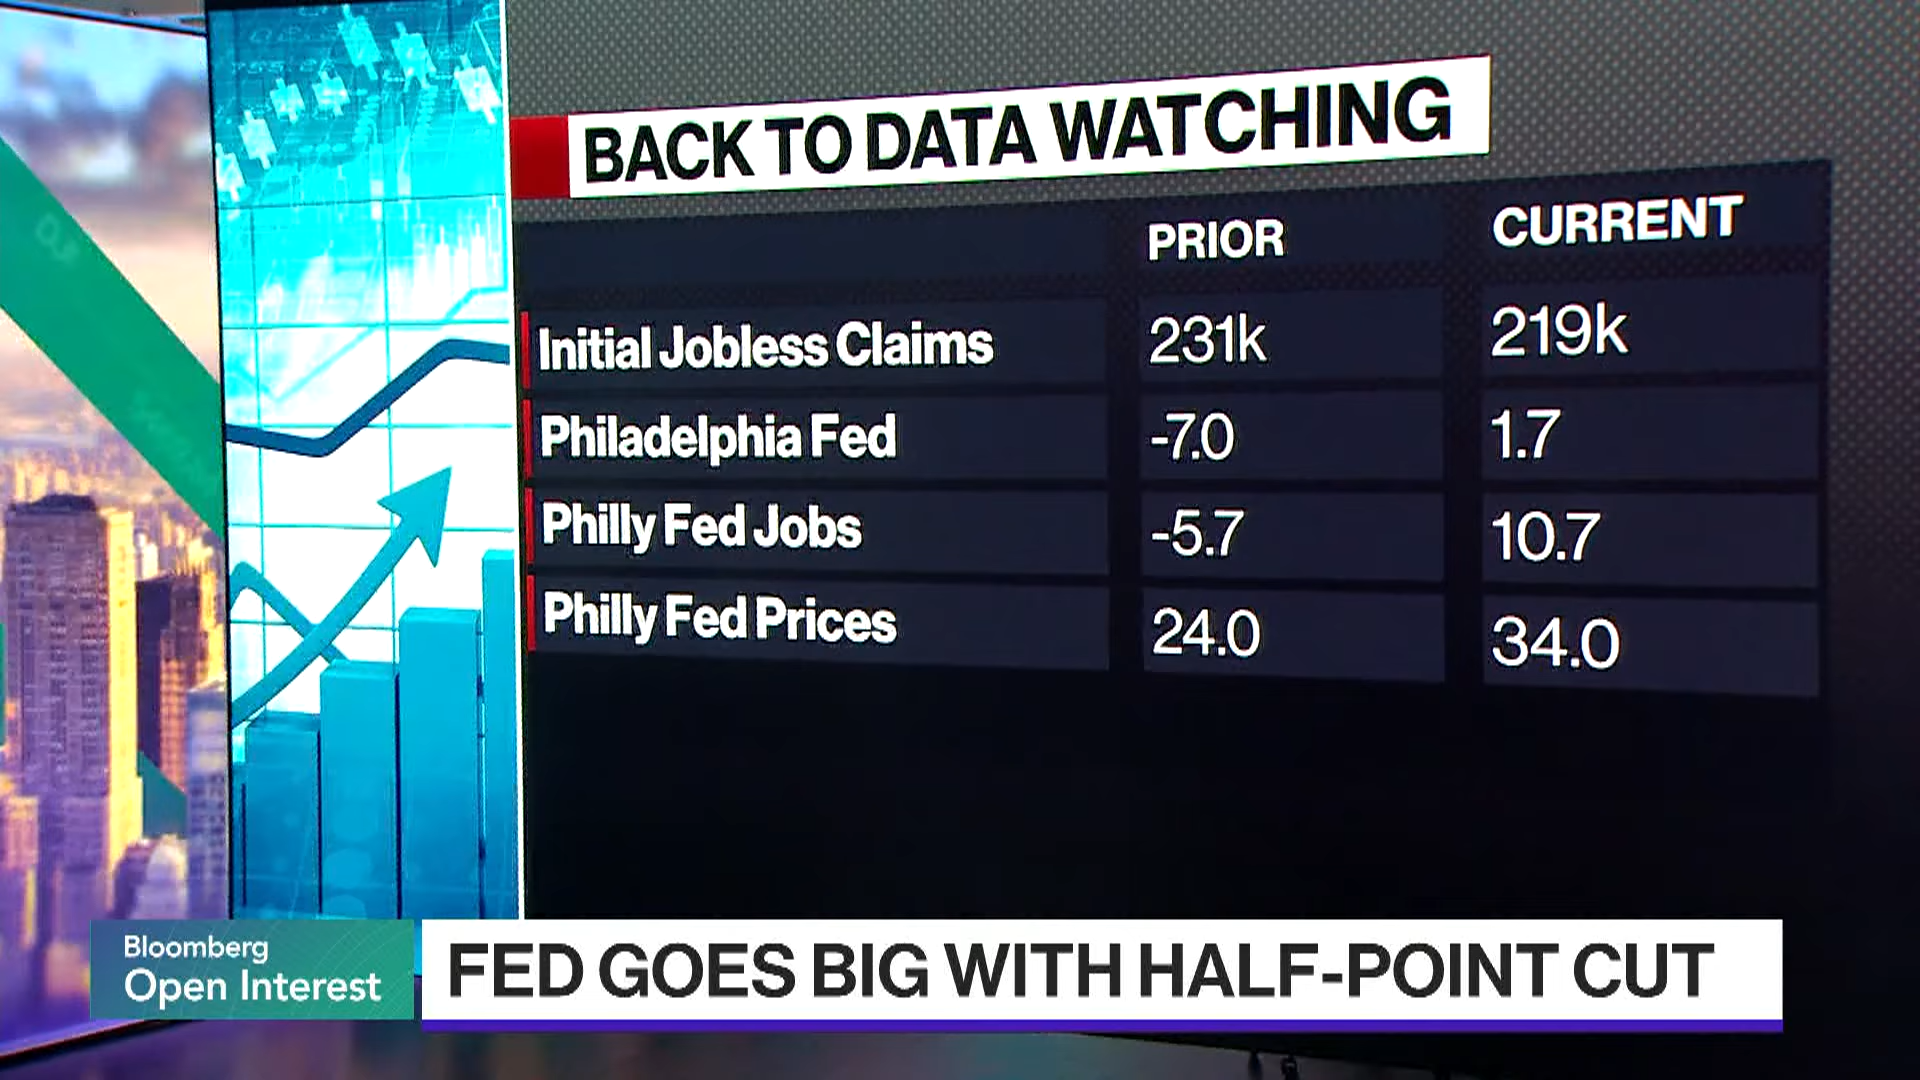 BACK TO DATA WATCHING
PRIOR CURRENT
Initial Jobless Claims 231k 219k
Philadelphia Fed -7.0 1.7
Philly Fed Jobs -5.7 10.7
Philly Fed Prices 24.0 34.0
Bloomberg
Open Interest
FED GOES BIG WITH HALF-POINT CUT